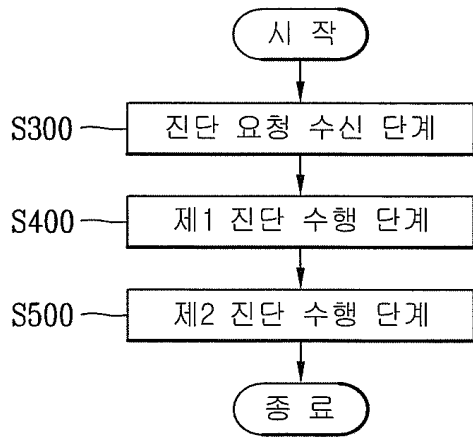 시 작
S300 진단 요청 수신 단계
S400 제1 진단 수행 단계
S500 제2 진단 수행 단계
종 료